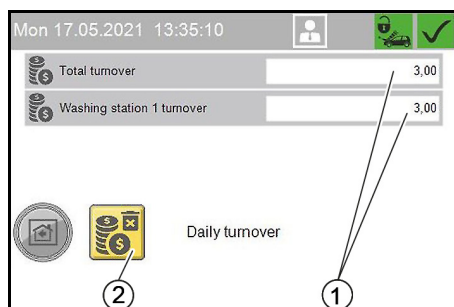 Mon 17.05.2021 13:35:10
Total turnover 3,00
Washing station 1 turnover 3,00
Daily turnover
2 1